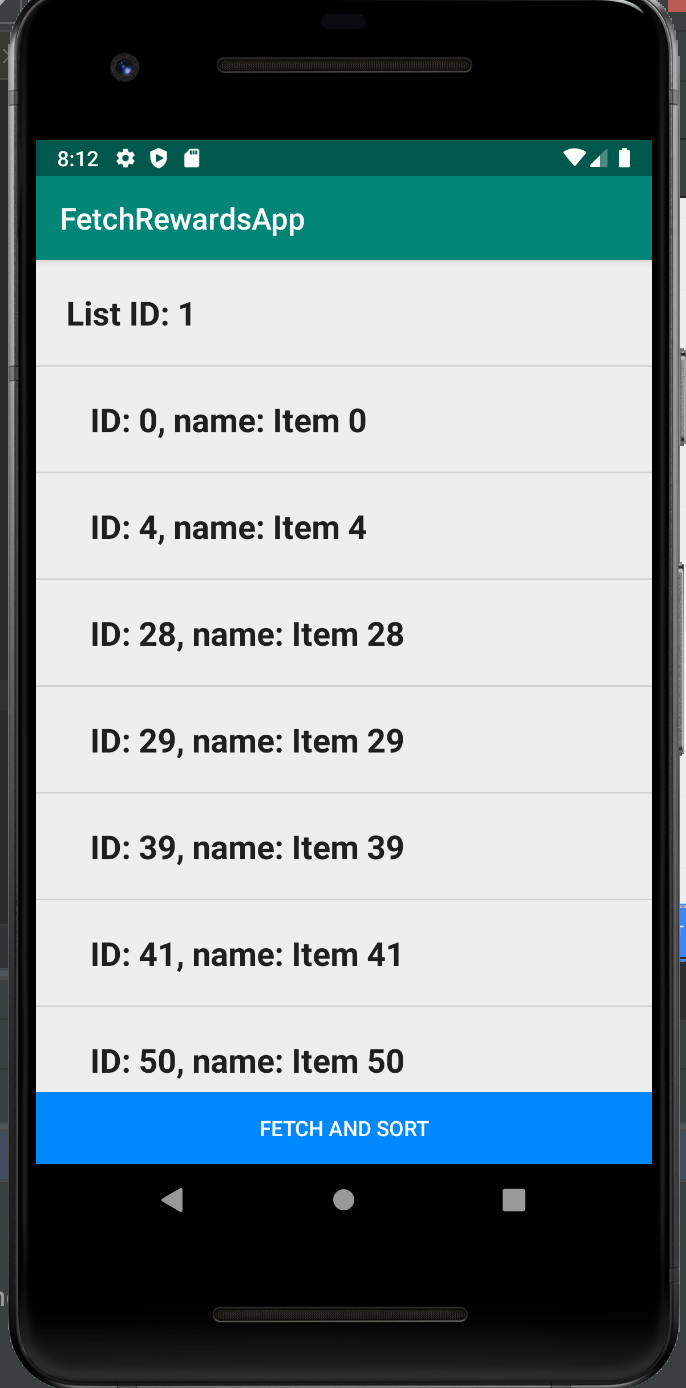 8:12
FetchRewardsApp
List ID: 1
ID: 0, name: Item 0
ID: 4, name: Item 4
ID: 28, name: Item 28
ID: 29, name: Item 29
ID: 39, name: Item 39
ID: 41, name: Item 41
ID: 50, name: Item 50
FETCH AND SORT